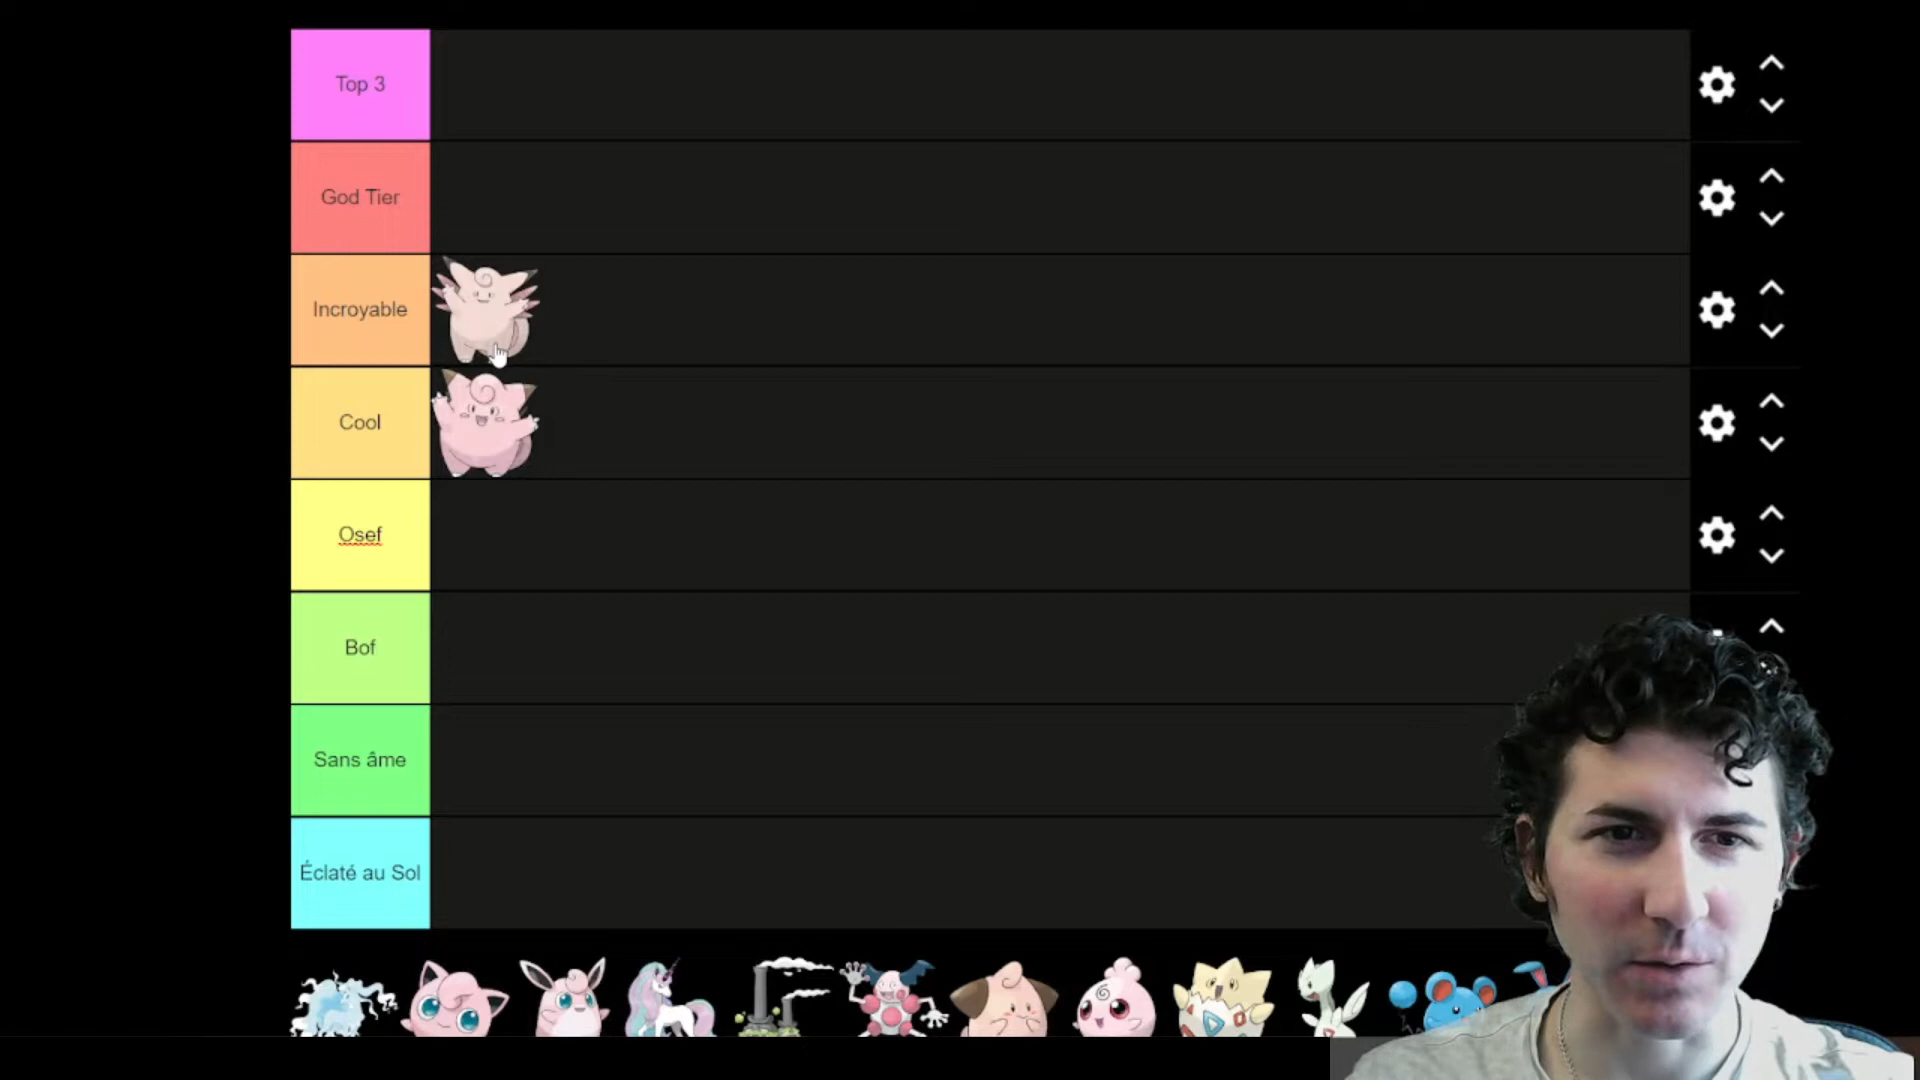 Top 3
God Tier
Incroyable
Cool
Osef
Bof
Sans âme
Éclaté au Sol